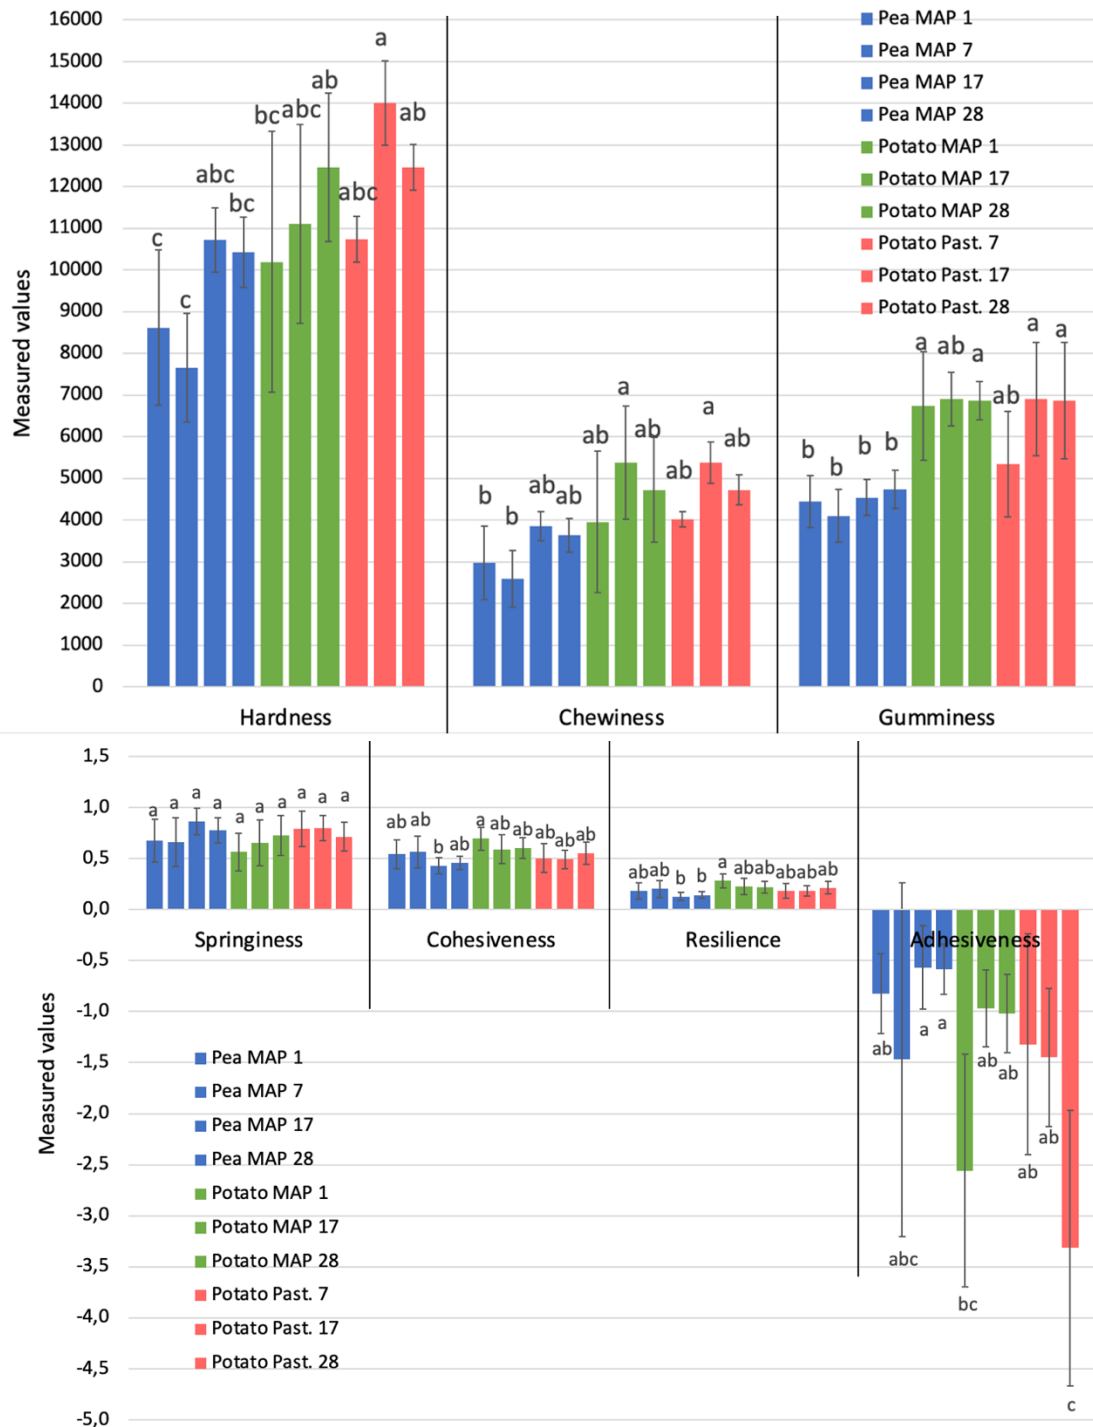 16000
15000
14000
13000
12000
11000
10000
9000
8000
7000
6000
5000
4000
3000
2000
1000
0
Measured values
c
c
abc
bc
bc
abc
ab
abc
a
ab
b
b
ab
ab
ab
a
ab
ab
a
ab
b
b
b
b
a
ab
a
ab
a
a
Pea MAP 1
Pea MAP 7
Pea MAP 17
Pea MAP 28
Potato MAP 1
Potato MAP 17
Potato MAP 28
Potato Past. 7
Potato Past. 17
Potato Past. 28
Hardness
Chewiness
Gumminess
1,5
1,0
0,5
0,0
-0,5
-1,0
-1,5
-2,0
-2,5
-3,0
-3,5
-4,0
-4,5
-5,0
Measured values
a
a
a
a
a
a
a
a
a
a
ab
ab
b
ab
a
ab
ab
ab
ab
ab
ab
ab
b
b
a
ab
ab
ab
ab
ab
Springiness
Cohesiveness
Resilience
Adhesiveness
ab
abc
a
a
bc
ab
ab
ab
ab
c
Pea MAP 1
Pea MAP 7
Pea MAP 17
Pea MAP 28
Potato MAP 1
Potato MAP 17
Potato MAP 28
Potato Past. 7
Potato Past. 17
Potato Past. 28